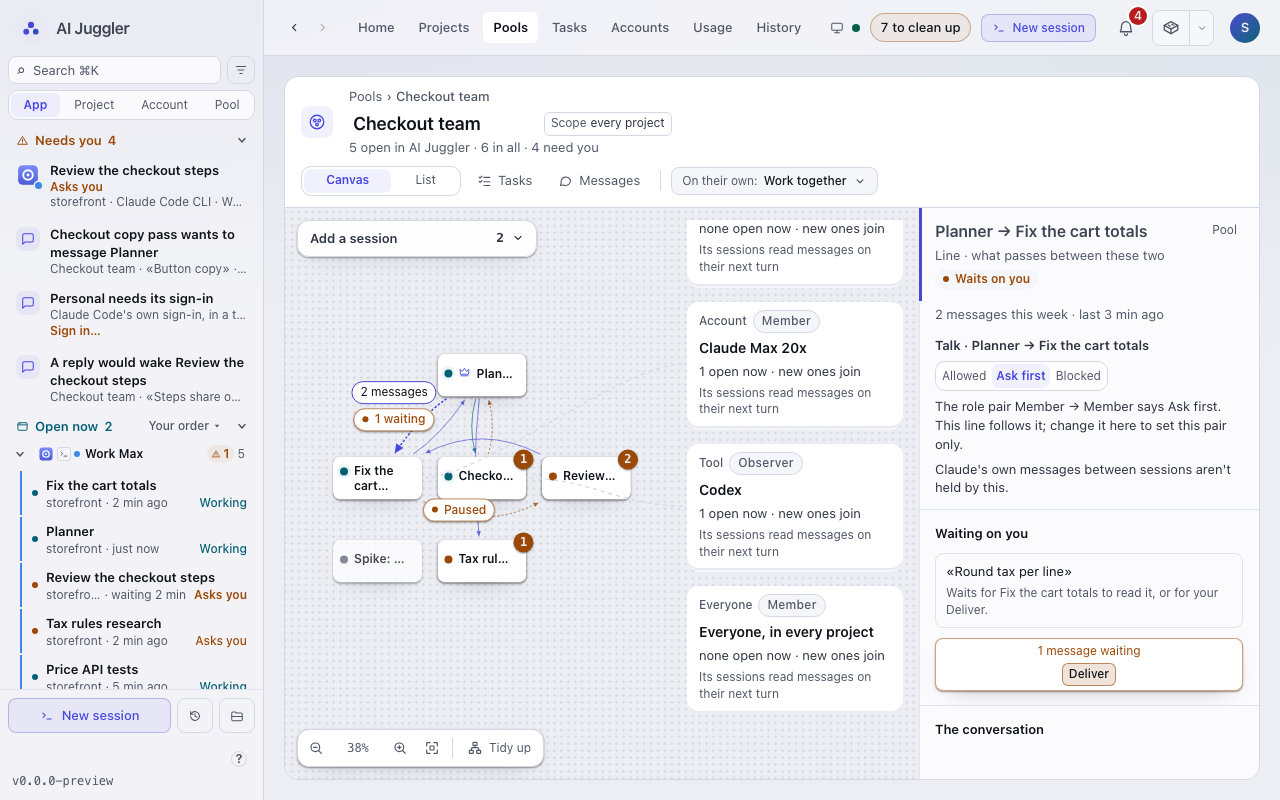 AI Juggler
Search ⌘K
App Project Account Pool
Needs you 4
Review the checkout steps
Asks you
storefront · Claude Code CLI · W...
Checkout copy pass wants to
message Planner
Checkout team · «Button copy» ·...
Personal needs its sign-in
Claude Code's own sign-in, in a t...
Sign in...
A reply would wake Review the
checkout steps
Checkout team · «Steps share o...
Open now 2 Your order
Work Max 1 5
Fix the cart totals
storefront · 2 min ago Working
Planner
storefront · just now Working
Review the checkout steps
storefro... · waiting 2 min Asks you
Tax rules research
storefront · 2 min ago Asks you
Price API tests
storefront · 5 min ago Working
New session
?
v0.0.0-preview
Home Projects Pools Tasks Accounts Usage History
7 to clean up
New session
4
S
Pools › Checkout team
Checkout team
Scope every project
5 open in AI Juggler · 6 in all · 4 need you
Canvas List Tasks Messages On their own: Work together
Add a session 2
Plan...
2 messages
1 waiting
Fix the
cart...
Checko...
1
Review...
2
Paused
Spike: ...
Tax rul...
1
38%
Tidy up
none open now · new ones join
Its sessions read messages on
their next turn
Account Member
Claude Max 20x
1 open now · new ones join
Its sessions read messages on
their next turn
Tool Observer
Codex
1 open now · new ones join
Its sessions read messages on
their next turn
Everyone Member
Everyone, in every project
none open now · new ones join
Its sessions read messages on
their next turn
Planner → Fix the cart totals Pool
Line · what passes between these two
Waits on you
2 messages this week · last 3 min ago
Talk · Planner → Fix the cart totals
Allowed Ask first Blocked
The role pair Member → Member says Ask first.
This line follows it; change it here to set this pair
only.
Claude's own messages between sessions aren't
held by this.
Waiting on you
«Round tax per line»
Waits for Fix the cart totals to read it, or for your
Deliver.
1 message waiting
Deliver
The conversation